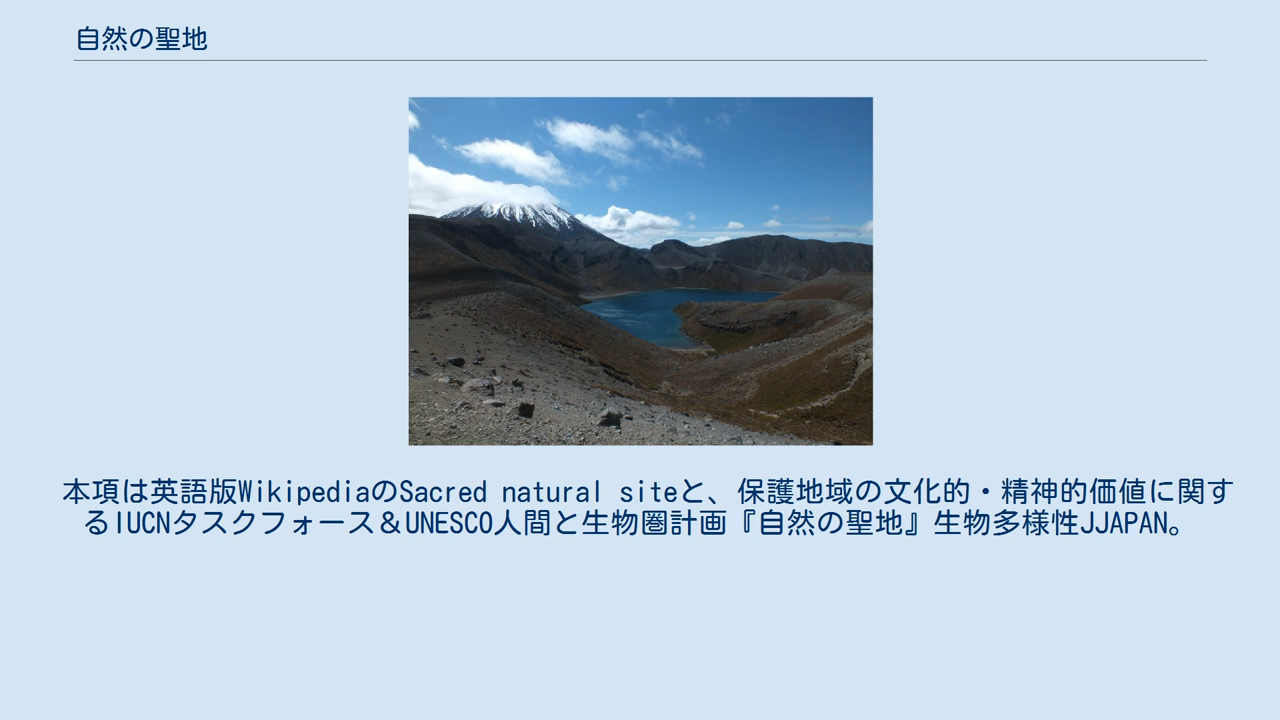 自然の聖地
本項は英語版WikipediaのSacred natural siteと、保護地域の文化的・精神的価値に関す
るIUCNタスクフォース＆UNESCO人間と生物圏計画『自然の聖地』生物多様性JJAPAN。